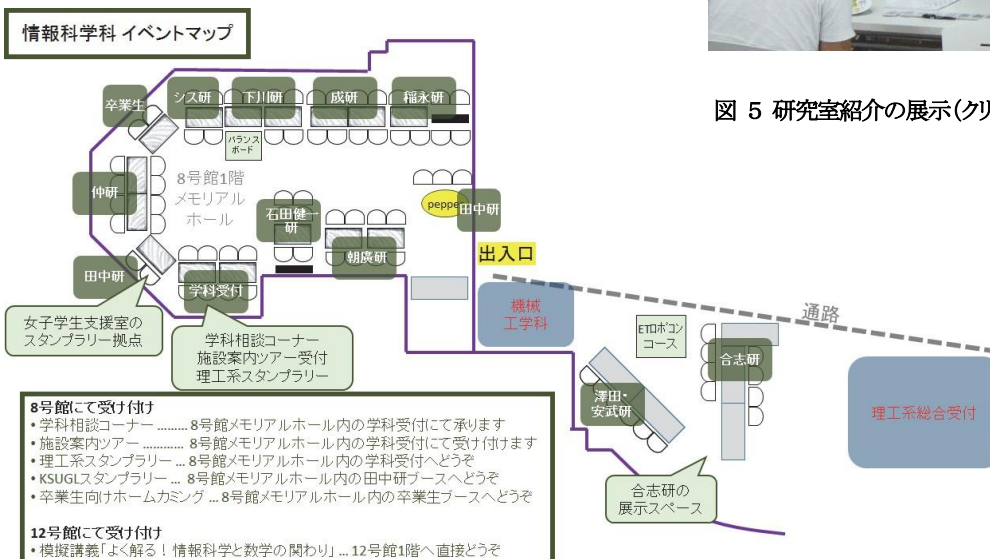 情報科学科 イベントマップ
図 5 研究室紹介の展示(クリ
卒業生
シス研
下川研
成研
稲永研
バランス
ボード
仲研
8号館1階
メモリアル
ホール
石田健一
研
朝廣研
peppe
田中研
出入口
田中研
学科受付
女子学生支援室の
スタンプラリー拠点
学科相談コーナー
施設案内ツアー受付
理工系スタンプラリー
機械
工学科
通路
ETロボコン
コース
合志研
澤田・
安武研
理工系総合受付
合志研の
展示スペース
8号館にて受け付け
• 学科相談コーナー ......... 8号館メモリアルホール内の学科受付にて承ります
• 施設案内ツアー ........... 8号館メモリアルホール内の学科受付にて受け付けます
• 理工系スタンプラリー ... 8号館メモリアルホール内の学科受付へどうぞ
• KSUGLスタンプラリー ... 8号館メモリアルホール内の田中研ブースへどうぞ
• 卒業生向けホームカミング ... 8号館メモリアルホール内の卒業生ブースへどうぞ
12号館にて受け付け
• 模擬講義「よく解る！情報科学と数学の関わり」 ... 12号館1階へ直接どうぞ